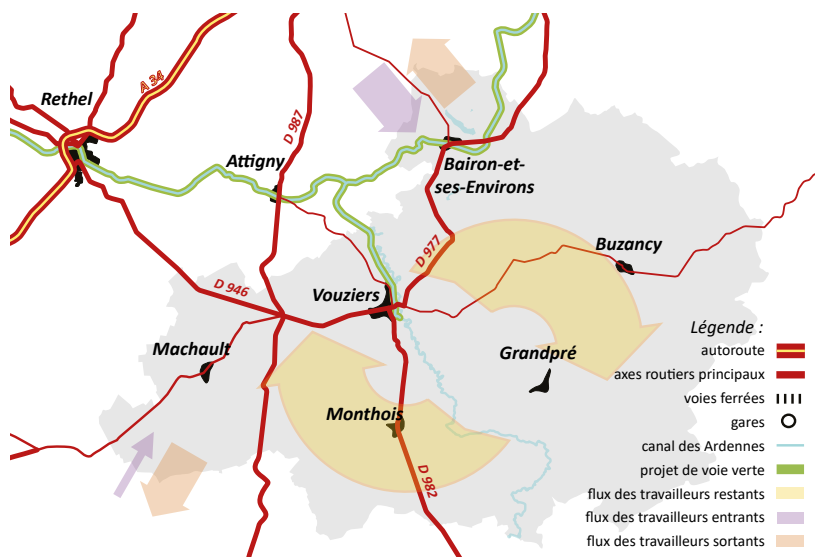 Rethel
A 34
D 987
Attigny
Bairon-et-
ses-Environs
D 977
Buzancy
D 946
Vouziers
Machault
Grandpré
Monthois
D 982
Légende :
autoroute
axes routiers principaux
voies ferrées
gares
canal des Ardennes
projet de voie verte
flux des travailleurs restants
flux des travailleurs entrants
flux des travailleurs sortants